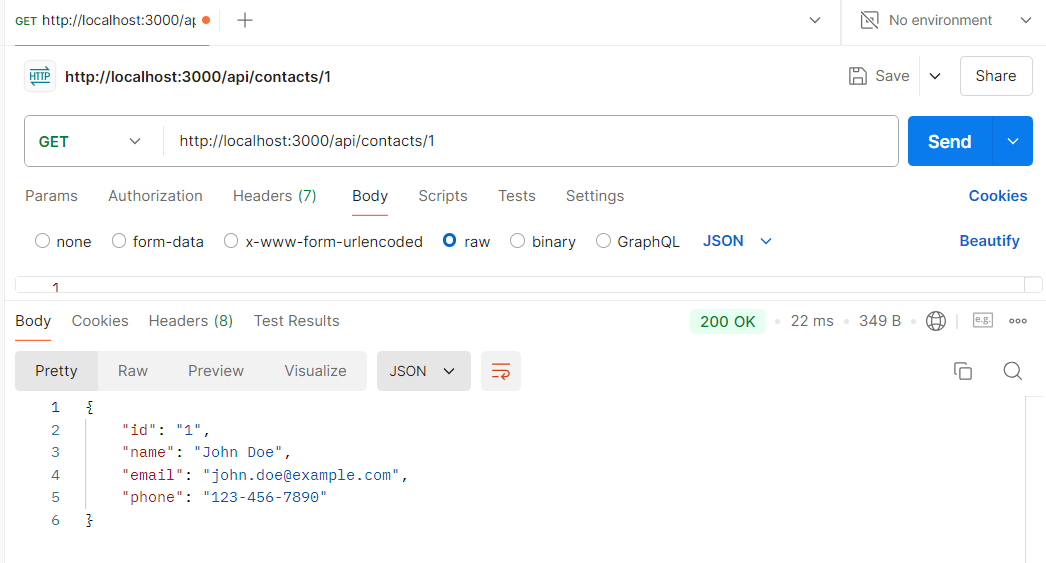 GET http://localhost:3000/ap
No environment
HTTP http://localhost:3000/api/contacts/1
Save
Share
GET http://localhost:3000/api/contacts/1
Send
Params Authorization Headers (7) Body Scripts Tests Settings Cookies
none form-data x-www-form-urlencoded raw binary GraphQL JSON Beautify
1
Body Cookies Headers (8) Test Results 200 OK 22 ms 349 B e.g.
Pretty Raw Preview Visualize JSON
1 {
2 "id": "1",
3 "name": "John Doe",
4 "email": "john.doe@example.com",
5 "phone": "123-456-7890"
6 }